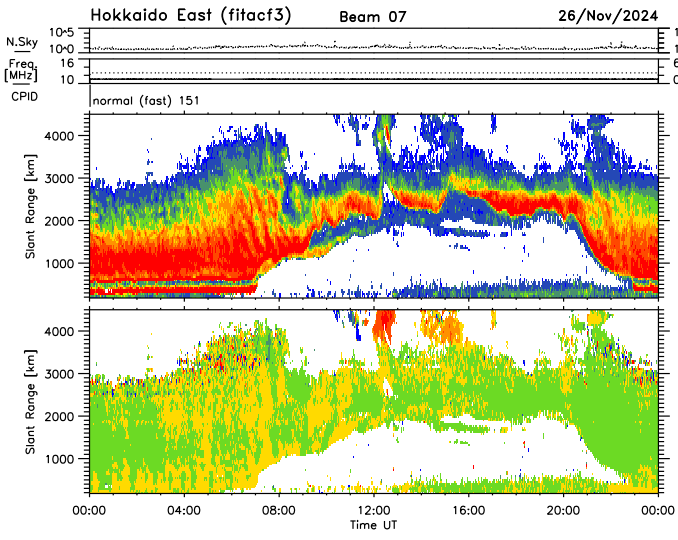 Hokkaido East (fitacf3) Beam 07 26/Nov/2024
N.Sky
10^5
10^0
Freq.
[MHz]
16
10
6
0
CPID
normal (fast) 151
Slant Range [km]
4000
3000
2000
1000
Slant Range [km]
4000
3000
2000
1000
00:00 04:00 08:00 12:00 16:00 20:00 00:00
Time UT